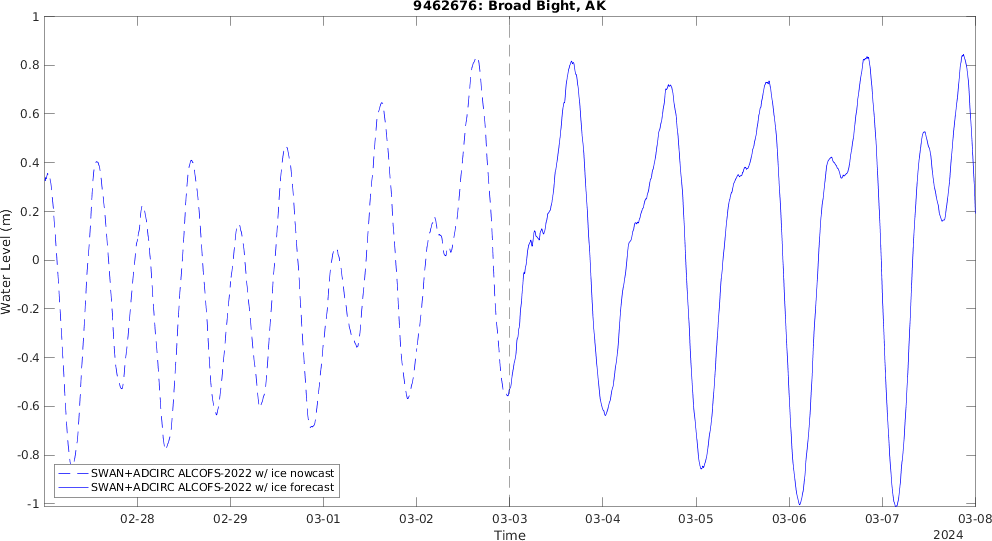 9462676: Broad Bight, AK
Water Level (m)
1
0.8
0.6
0.4
0.2
0
-0.2
-0.4
-0.6
-0.8
-1
SWAN+ADCIRC ALCOFS-2022 w/ ice nowcast
SWAN+ADCIRC ALCOFS-2022 w/ ice forecast
02-28 02-29 03-01 03-02 03-03 03-04 03-05 03-06 03-07 03-08
Time
2024